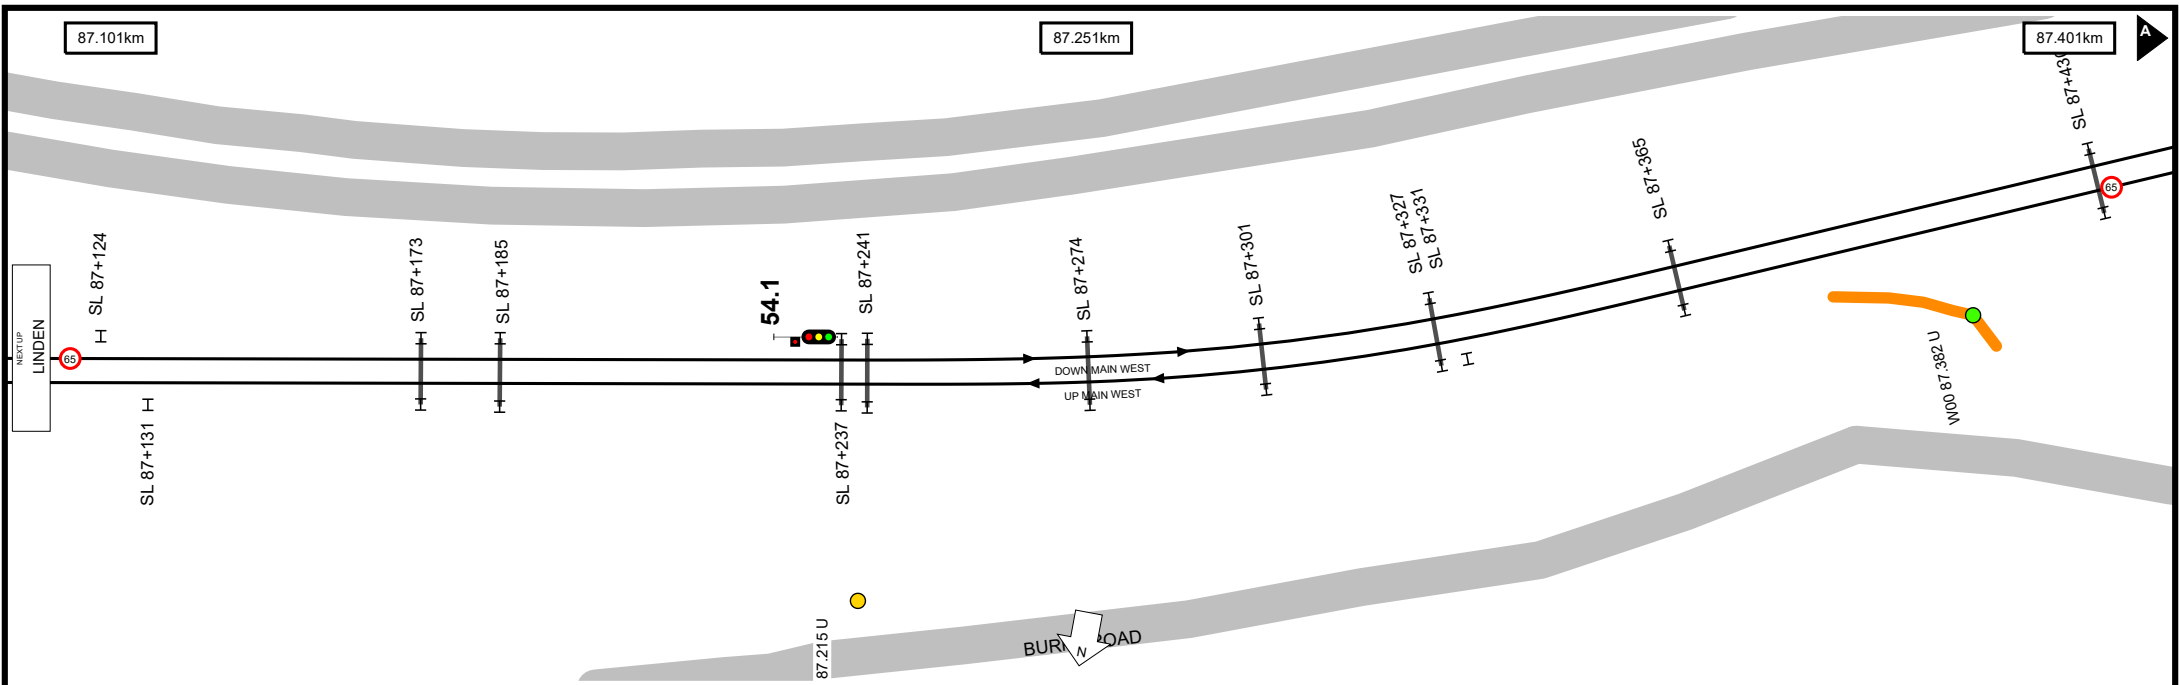 87.101km
87.251km
87.401km
A
SL 87+430
SL 87+365
SL 87+327
SL 87+331
SL 87+301
SL 87+274
SL 87+241
SL 87+185
SL 87+173
SL 87+124
54.1
65
65
NEXT UP
LINDEN
DOWN MAIN WEST
UP MAIN WEST
SL 87+131
SL 87+237
W00 87.382 U
87.215 U
ROAD
N